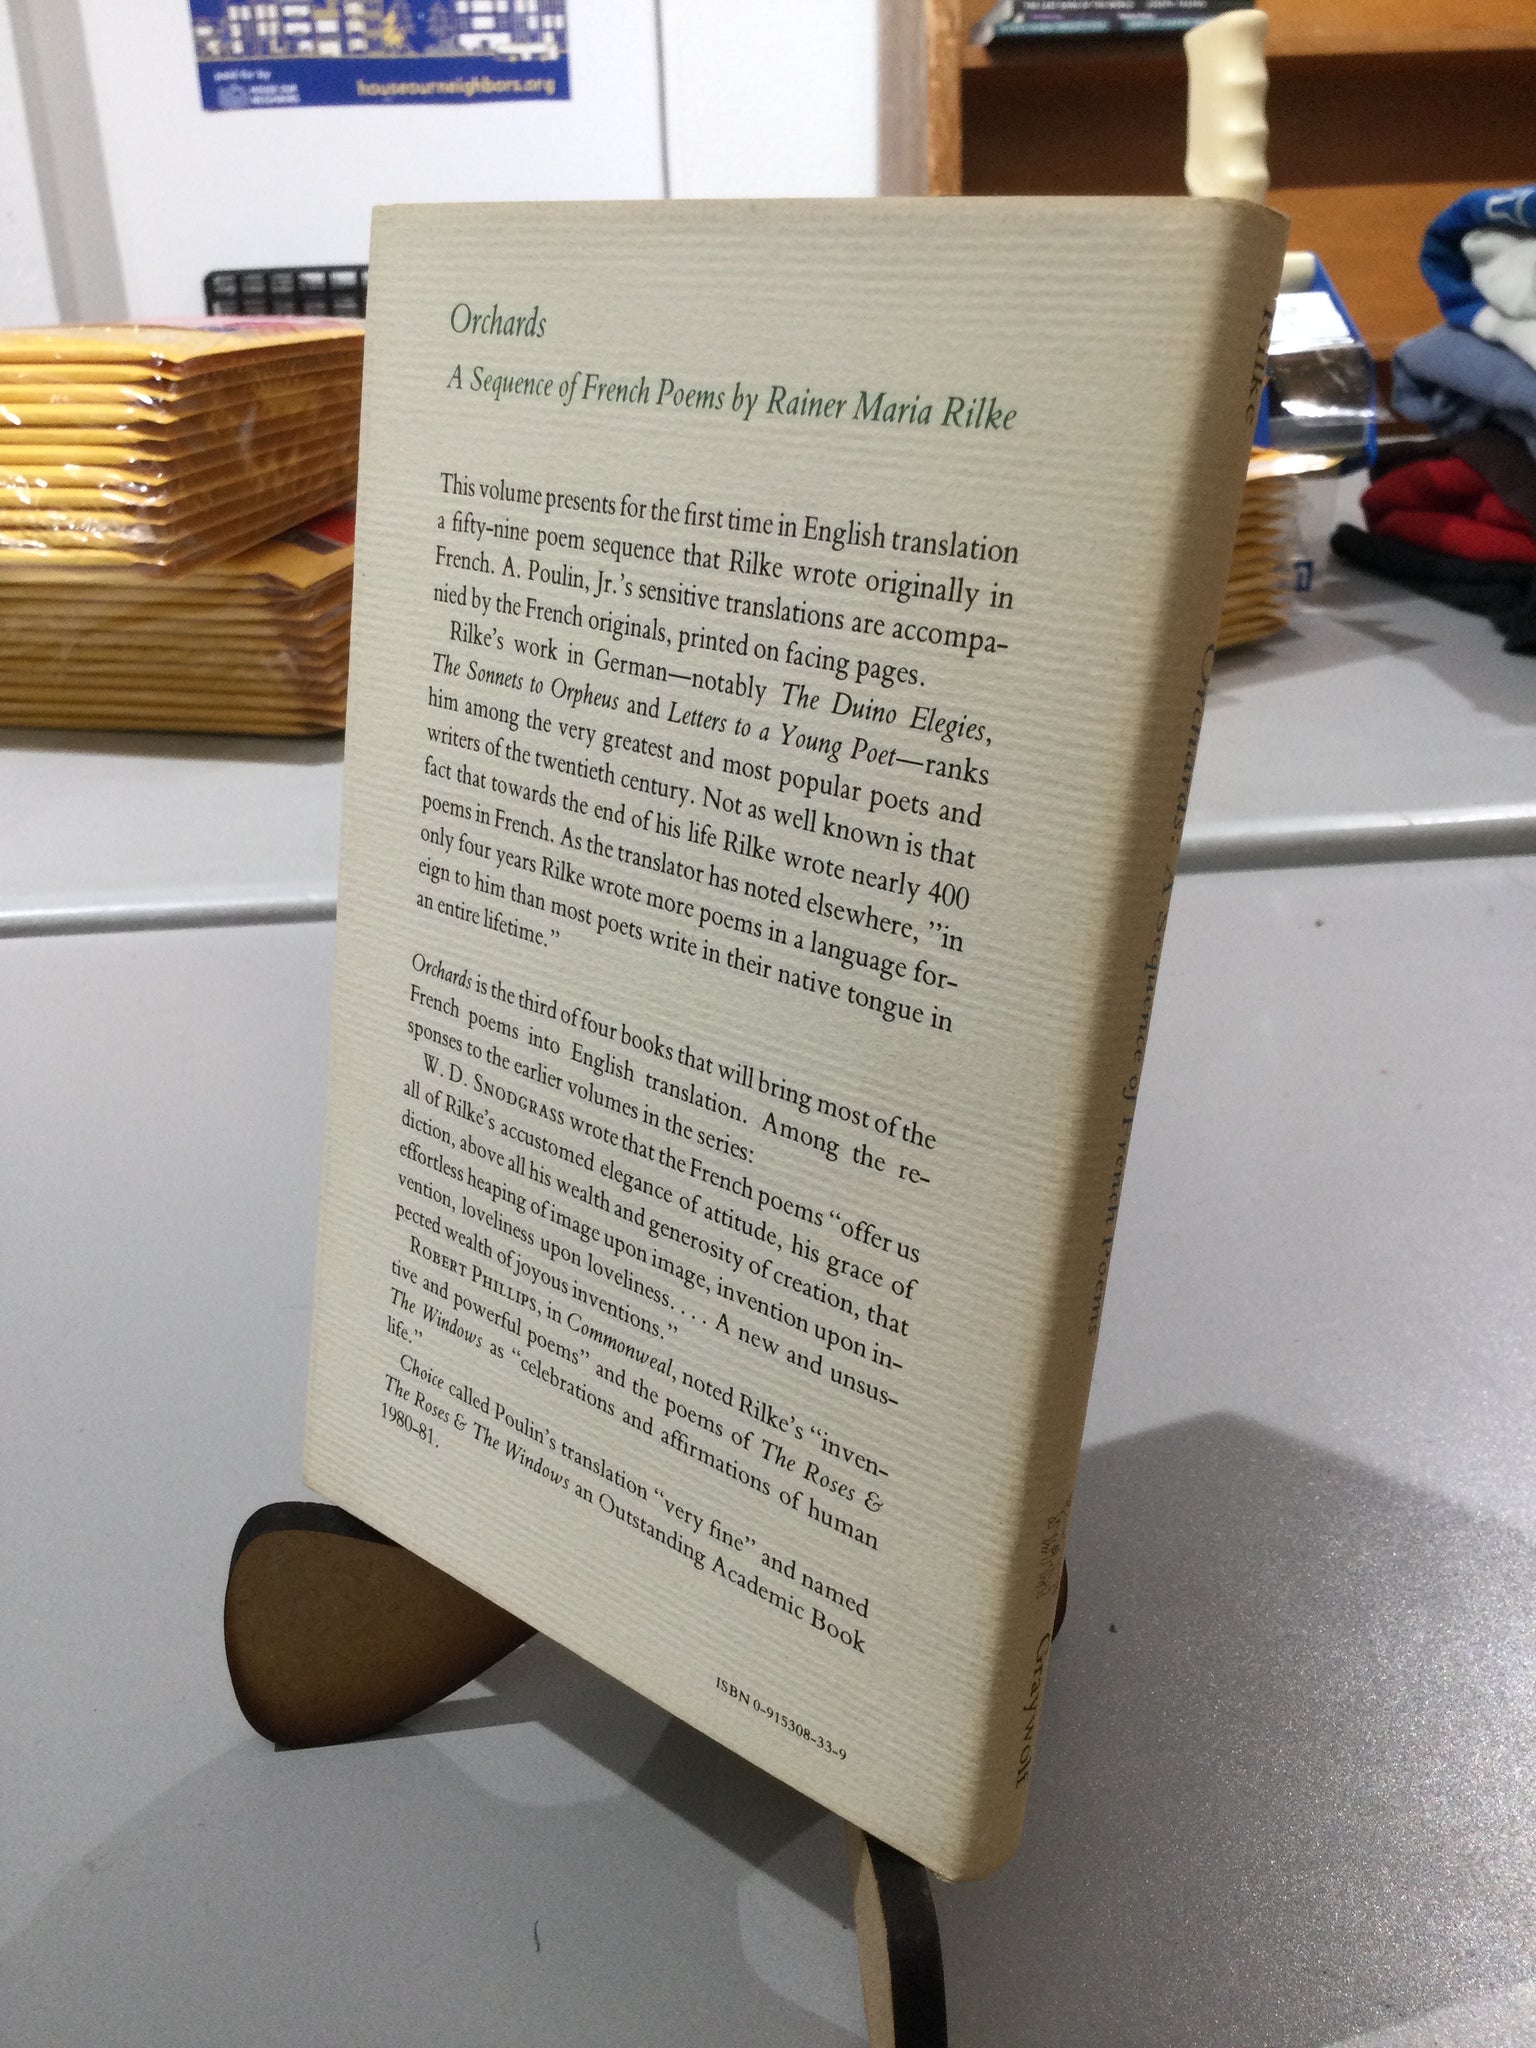 paid for by
houseourneighbors.org
Orchards
A Sequence of French Poems by Rainer Maria Rilke
This volume presents for the first time in English translation
a fifty-nine poem sequence that Rilke wrote originally in
French. A. Poulin, Jr.'s sensitive translations are accompa-
nied by the French originals, printed on facing pages.
Rilke's work in German—notably The Duino Elegies,
The Sonnets to Orpheus and Letters to a Young Poet—ranks
him among the very greatest and most popular poets and
writers of the twentieth century. Not as well known is that
fact that towards the end of his life Rilke wrote nearly 400
poems in French. As the translator has noted elsewhere, "in
only four years Rilke wrote more poems in a language for-
eign to him than most poets write in their native tongue in
an entire lifetime."
Orchards is the third of four books that will bring most of the
French poems into English translation. Among the re-
sponses to the earlier volumes in the series:
W. D. SNODGRASS wrote that the French poems "offer us
all of Rilke's accustomed elegance of attitude, his grace of
diction, above all his wealth and generosity of creation, that
effortless heaping of image upon image, invention upon in-
vention, loveliness upon loveliness. . . . A new and unsus-
pected wealth of joyous inventions."
ROBERT PHILLIPS, in Commonweal, noted Rilke's "inven-
tive and powerful poems" and the poems of The Roses &
The Windows as "celebrations and affirmations of human
life."
Choice called Poulin's translation "very fine" and named
The Roses & The Windows an Outstanding Academic Book
1980-81.
ISBN 0-915308-33-9
Rilke
Orchards: A Sequence of French Poems
Graywolf